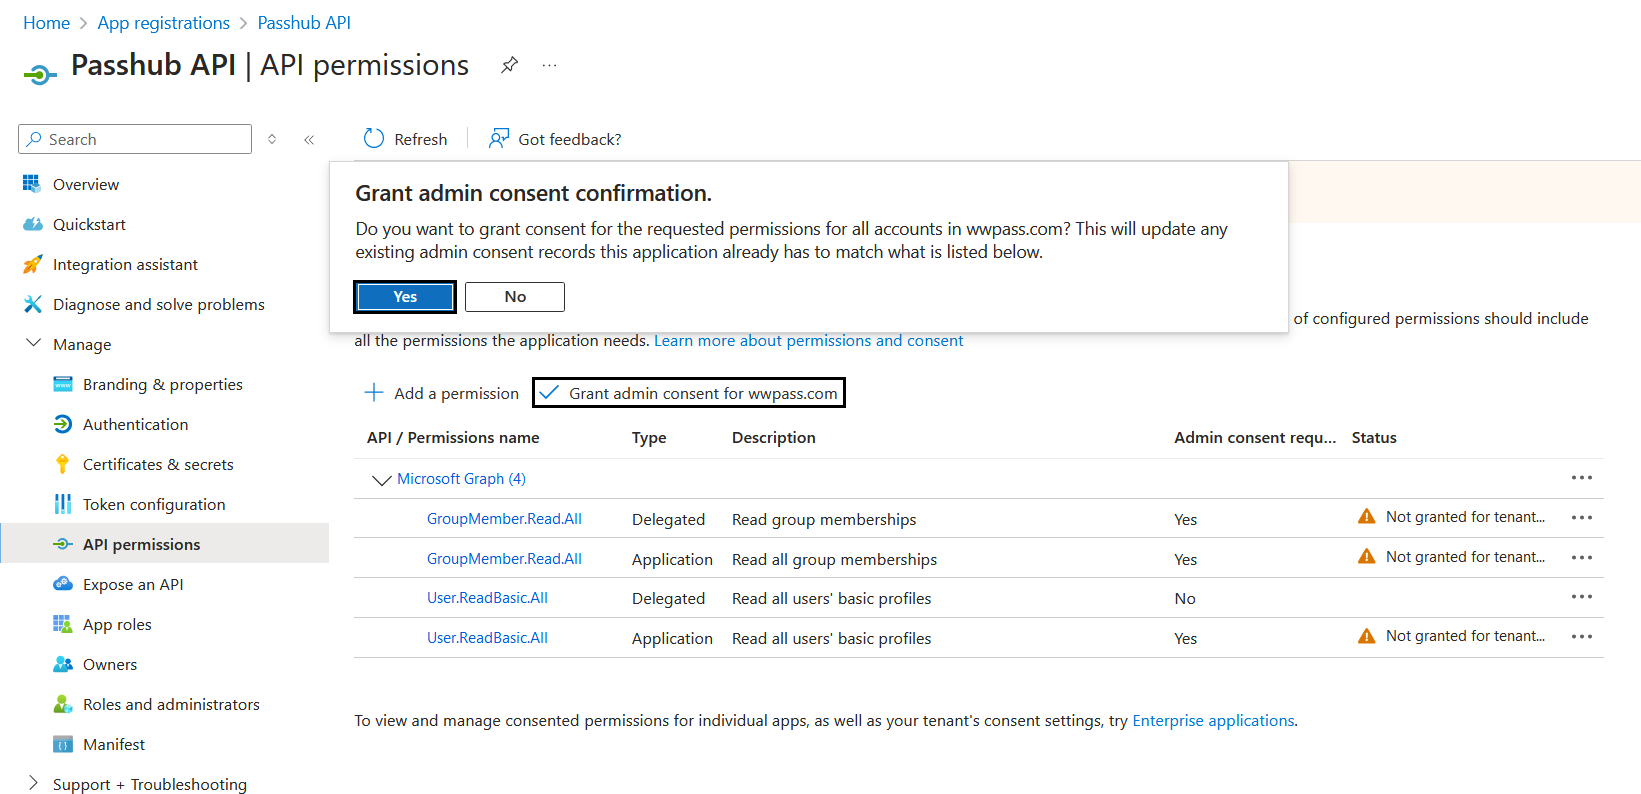 Home > App registrations > Passhub API
Passhub API | API permissions ...
Search
Refresh
Got feedback?
Overview
Quickstart
Integration assistant
Diagnose and solve problems
Manage
Branding & properties
Authentication
Certificates & secrets
Token configuration
API permissions
Expose an API
App roles
Owners
Roles and administrators
Manifest
Support + Troubleshooting
Grant admin consent confirmation.
Do you want to grant consent for the requested permissions for all accounts in wwpass.com? This will update any
existing admin consent records this application already has to match what is listed below.
Yes No
of configured permissions should include
all the permissions the application needs. Learn more about permissions and consent
Add a permission Grant admin consent for wwpass.com
API / Permissions name Type Description Admin consent requ... Status
Microsoft Graph (4)
GroupMember.Read.All Delegated Read group memberships Yes Not granted for tenant...
GroupMember.Read.All Application Read all group memberships Yes Not granted for tenant...
User.ReadBasic.All Delegated Read all users' basic profiles No
User.ReadBasic.All Application Read all users' basic profiles Yes Not granted for tenant...
To view and manage consented permissions for individual apps, as well as your tenant's consent settings, try Enterprise applications.